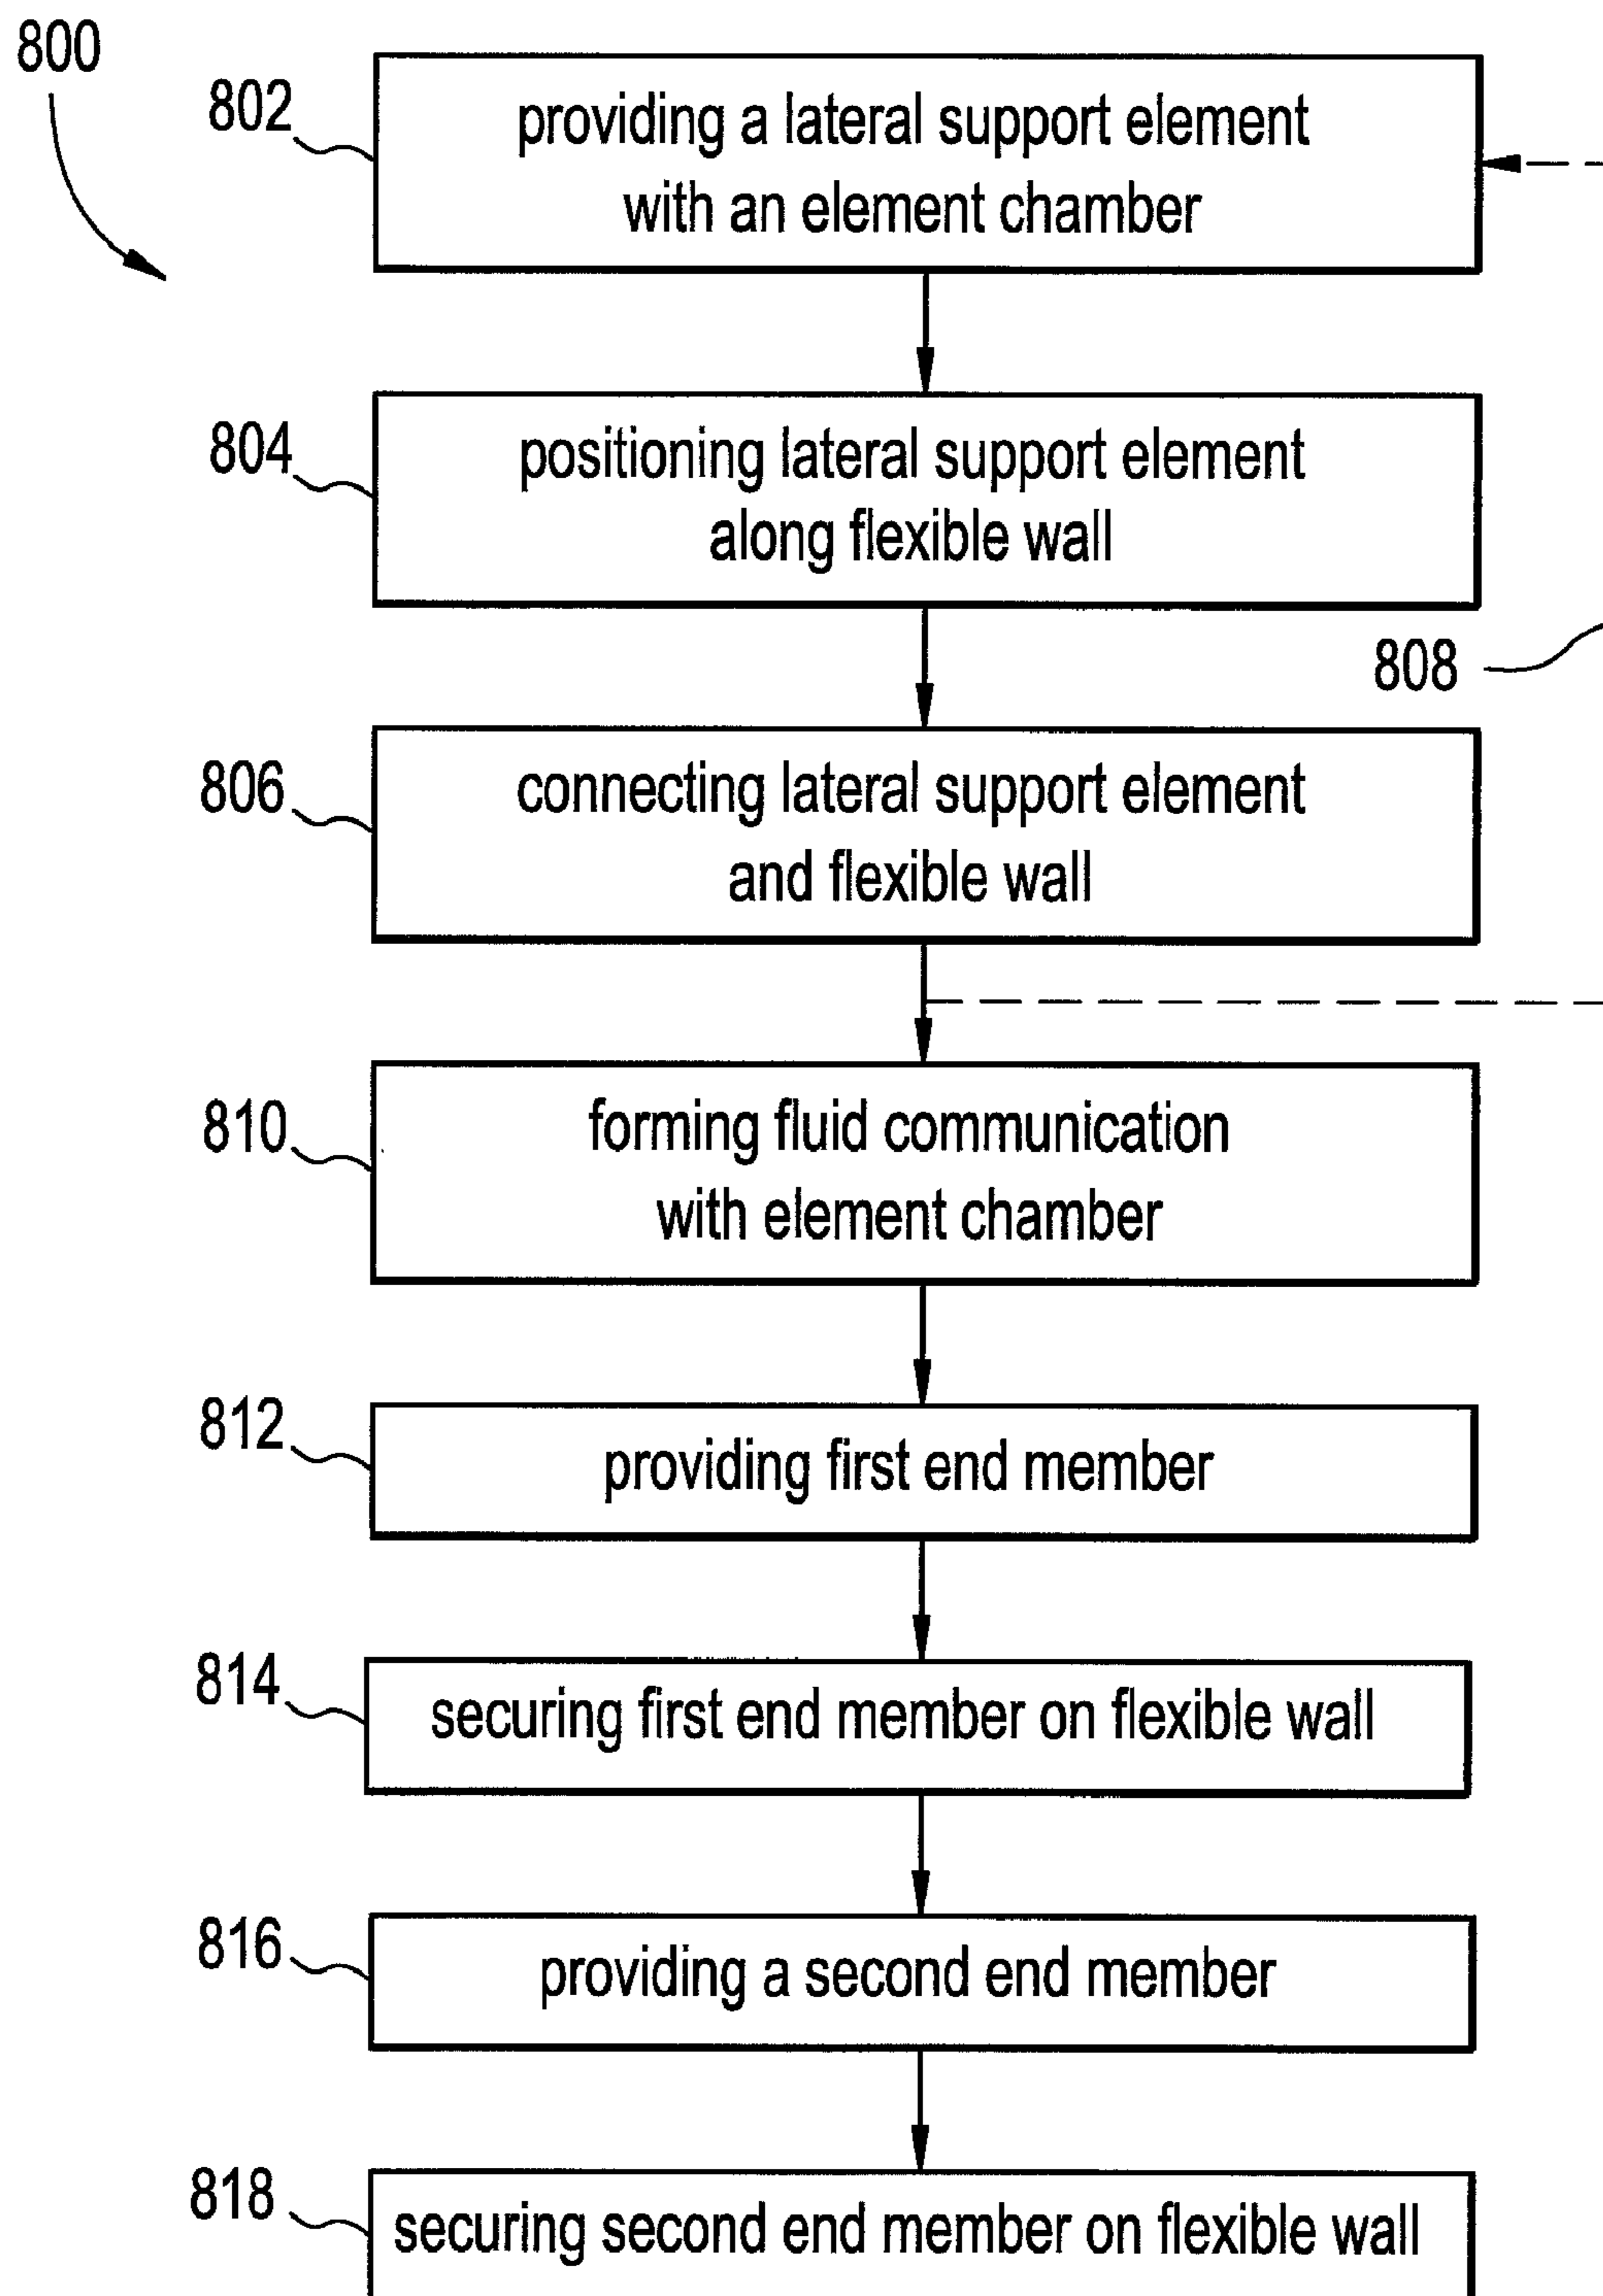 800
802
providing a lateral support element
with an element chamber
804
positioning lateral support element
along flexible wall
808
806
connecting lateral support element
and flexible wall
810
forming fluid communication
with element chamber
812
providing first end member
814
securing first end member on flexible wall
816
providing a second end member
818
securing second end member on flexible wall